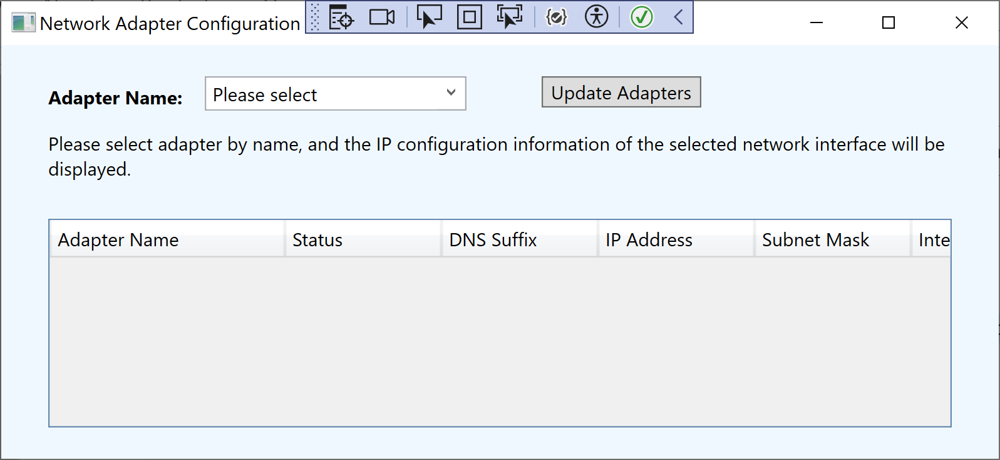 Network Adapter Configuration
Adapter Name:
Please select
Update Adapters
Please select adapter by name, and the IP configuration information of the selected network interface will be
displayed.
Adapter Name
Status
DNS Suffix
IP Address
Subnet Mask
Inte